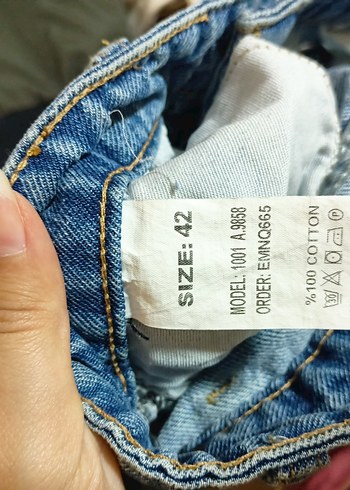 SIZE: 42
MODEL: 1001 A.9858
ORDER: EMNQ665
%100 COTTON